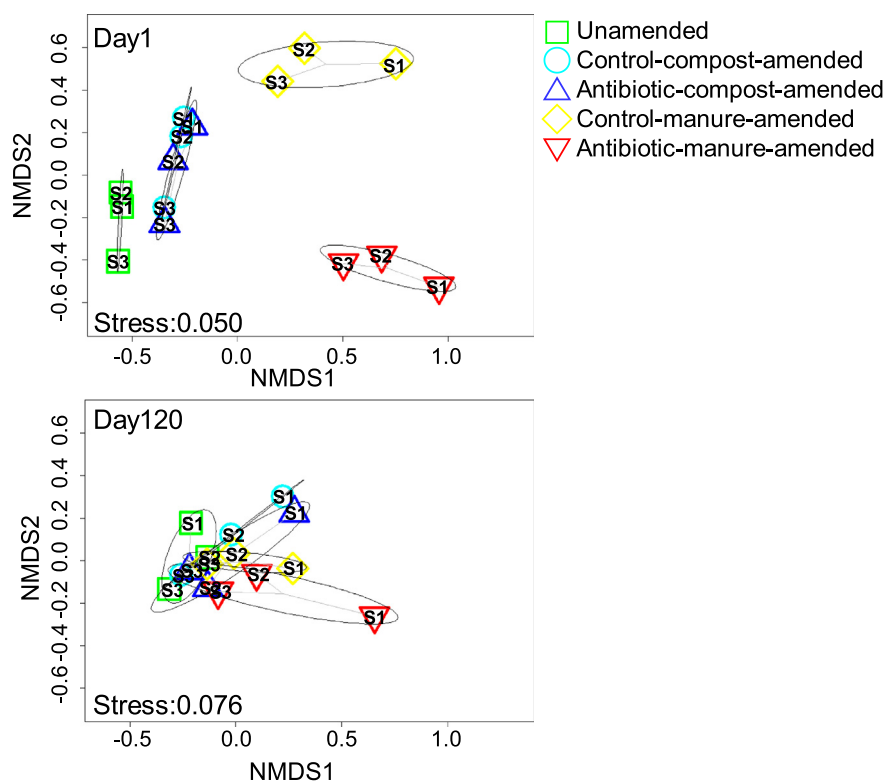 Day1
S2
S1
S3
S1
S1
S2
S2
S3
S3
S2
S1
S3
S2
S3
S1
Stress:0.050
0.6
0.4
0.2
0.0
-0.2
-0.4
-0.6
NMDS2
-0.5 0.0 0.5 1.0
NMDS1
Unamended
Control-compost-amended
Antibiotic-compost-amended
Control-manure-amended
Antibiotic-manure-amended
Day120
S1
S1
S1
S2
S2
S2
S1
S2
S3
S3
S1
Stress:0.076
0.6
0.4
0.2
0.0
-0.2
-0.4
-0.6
NMDS2
-0.5 0.0 0.5 1.0
NMDS1